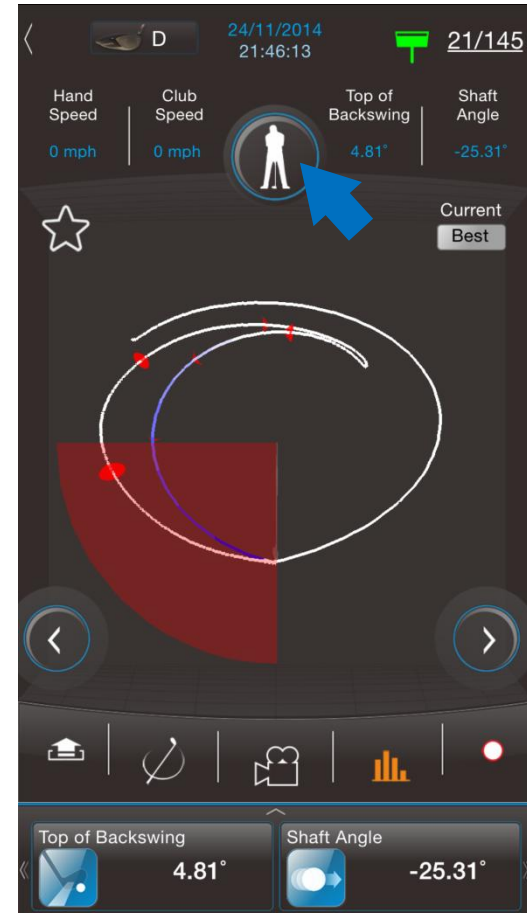 D
24/11/2014
21:46:13
21/145
Hand
Speed
Club
Speed
Top of
Backswing
Shaft
Angle
0 mph
0 mph
4.81°
-25.31°
Current
Best
Top of Backswing
4.81°
Shaft Angle
-25.31°